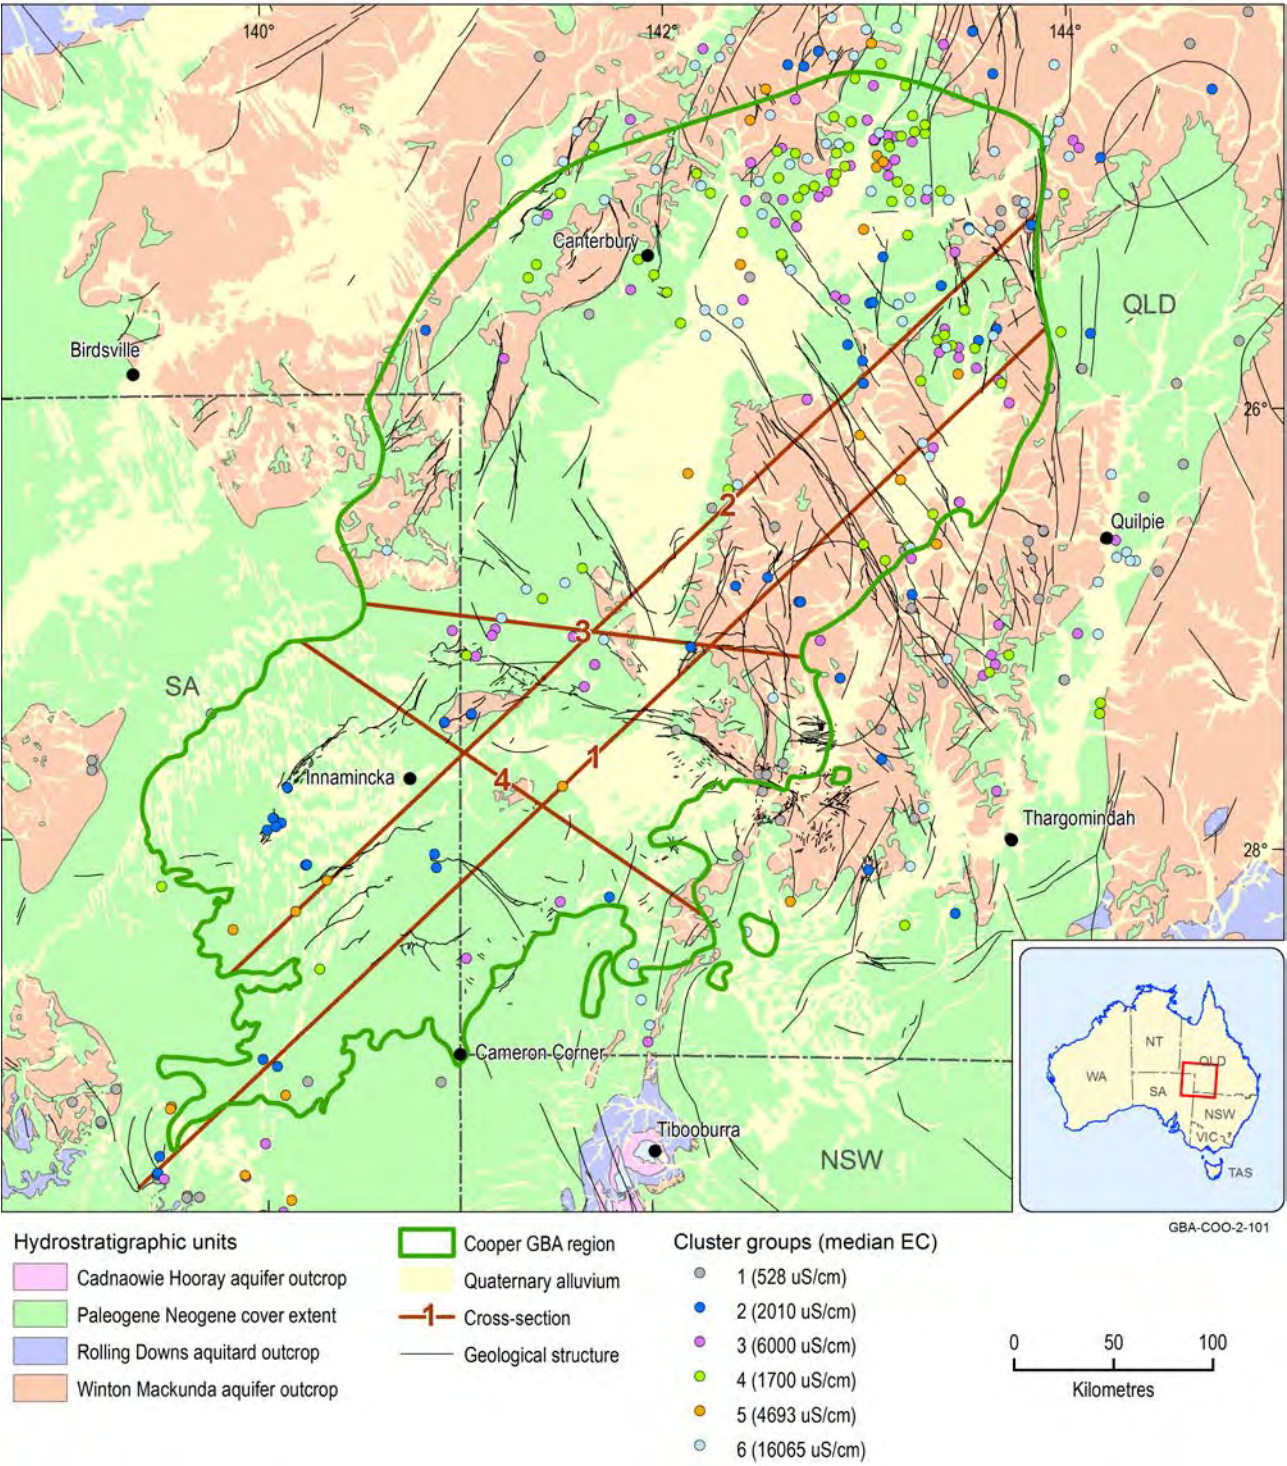 140°
142°
144°
Canterbury
QLD
Birdsville
26°
2
Quilpie
3
SA
1
Innamincka
4
Thargomindah
28°
Cameron Corner
Tibooburra
NSW
NT
QLD
WA
SA
NSW
VIC
TAS
GBA-COO-2-101
Hydrostratigraphic units
Cadnaowie Hooray aquifer outcrop
Paleogene Neogene cover extent
Rolling Downs aquitard outcrop
Winton Mackunda aquifer outcrop
Cooper GBA region
Quaternary alluvium
1 Cross-section
Geological structure
Cluster groups (median EC)
1 (528 uS/cm)
2 (2010 uS/cm)
3 (6000 uS/cm)
4 (1700 uS/cm)
5 (4693 uS/cm)
6 (16065 uS/cm)
0 50 100
Kilometres